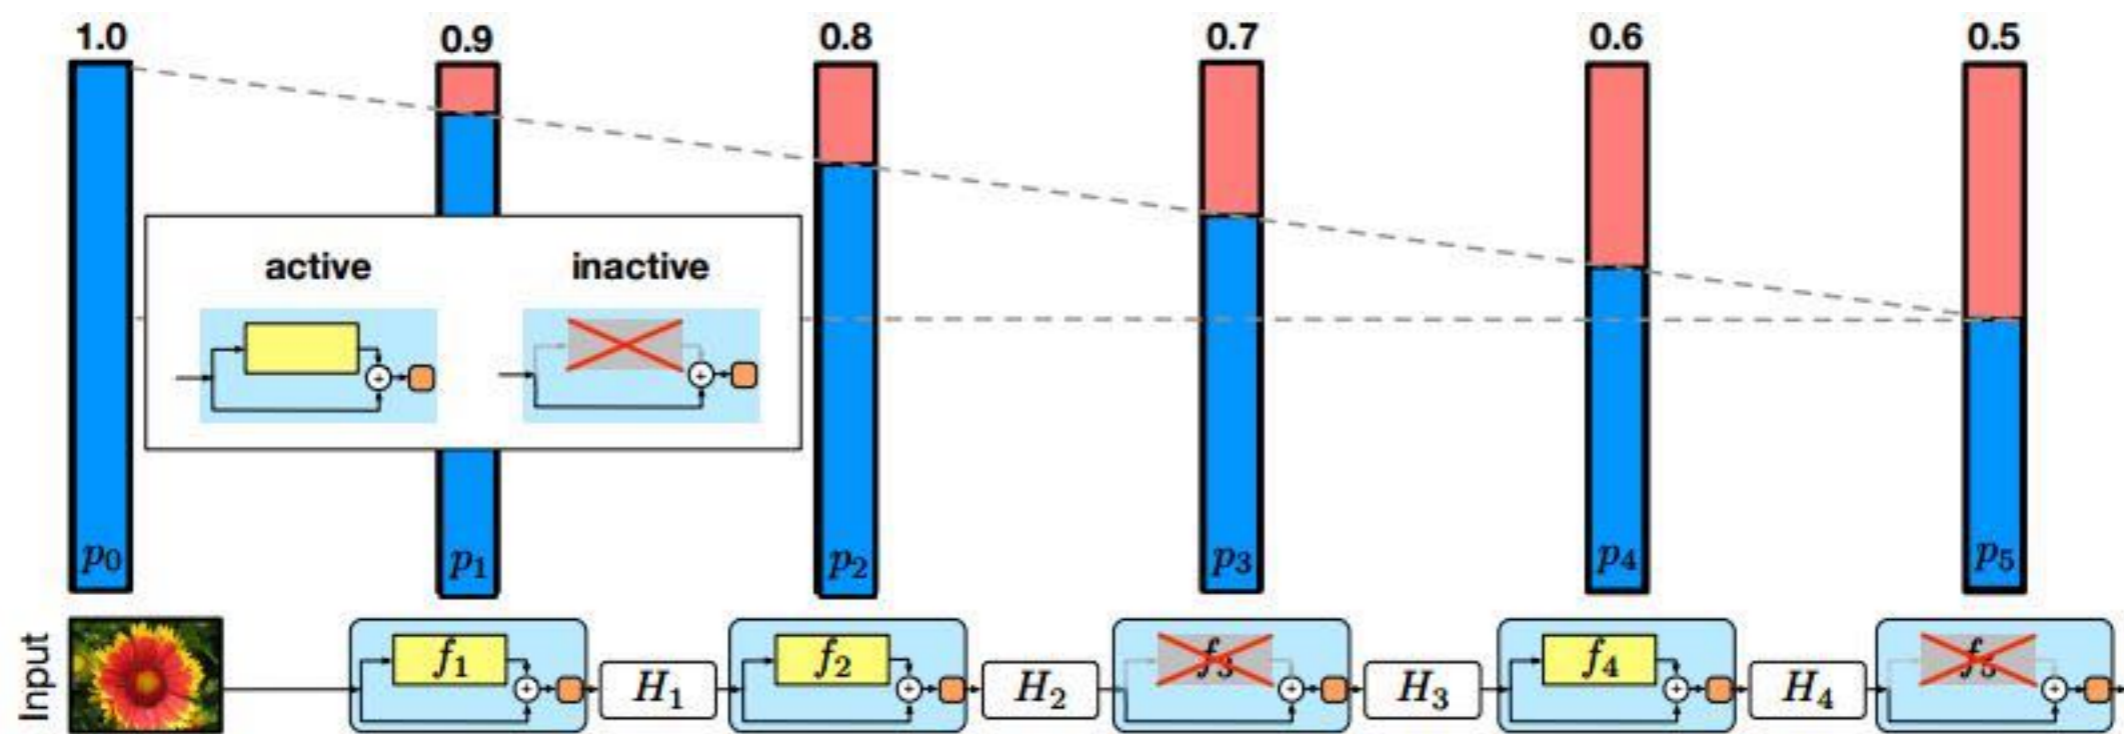 1.0 0.9 0.8 0.7 0.6 0.5
active inactive
+ +
p₀ p₁ p₂ p₃ p₄ p₅
Input
f₁ f₂ f₃ f₄ f₅
+ H₁ + H₂ + H₃ + H₄ +